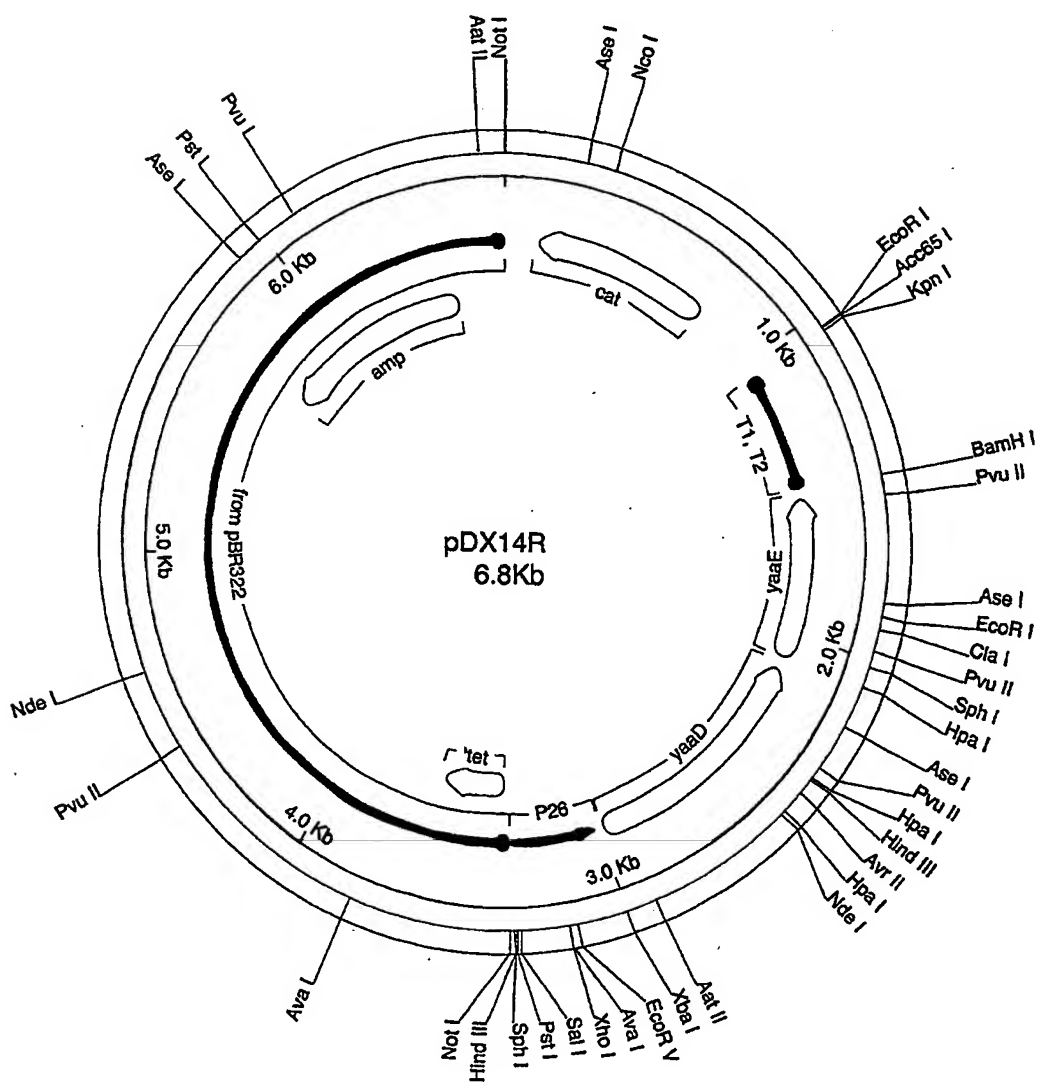 Not I
Aat II
Ase I
Nco I
EcoR I
Acc65 I
Kpn I
BamH I
Pvu II
Ase I
EcoR I
Cla I
Pvu II
Sph I
Hpa I
Ase I
Pvu II
Hpa I
Hind III
Avr II
Hpa I
Nde I
Aat II
Xba I
EcoR V
Ava I
Xho I
Sal I
Pst I
Sph I
Hind III
Not I
Ava I
Pvu II
Nde I
Ase I
Pst I
Pvu I
1.0 Kb
2.0 Kb
3.0 Kb
4.0 Kb
5.0 Kb
6.0 Kb
cat
T1, T2
yaaE
yaaD
P26
'tet
from pBR322
amp
pDX14R
6.8Kb